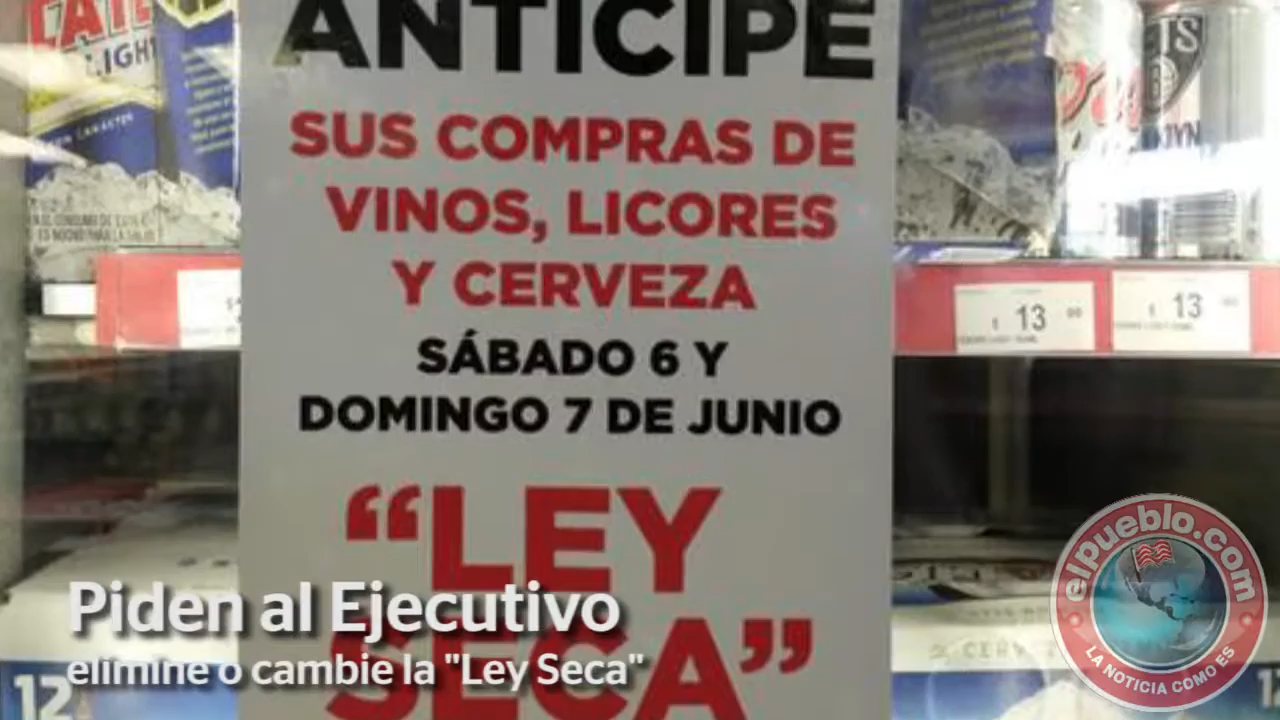 ANTICIPE
SUS COMPRAS DE
VINOS, LICORES
Y CERVEZA
SÁBADO 6 Y
DOMINGO 7 DE JUNIO
“LEY
SECA”
Piden al Ejecutivo
elimine o cambie la "Ley Seca"
elpueblo.com
LA NOTICIA COMO ES
LIGHT
13
13
12